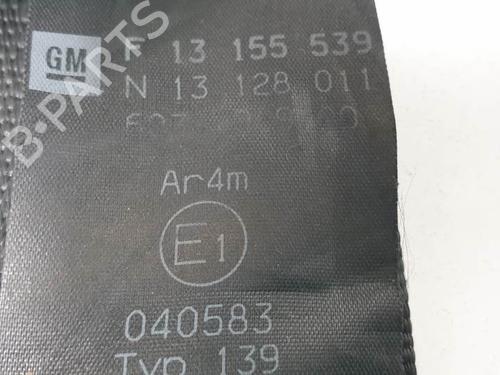 GM
F 13 155 539
N 13 128 011
Ar4m
E1
040583
Typ 139
B-PARTS